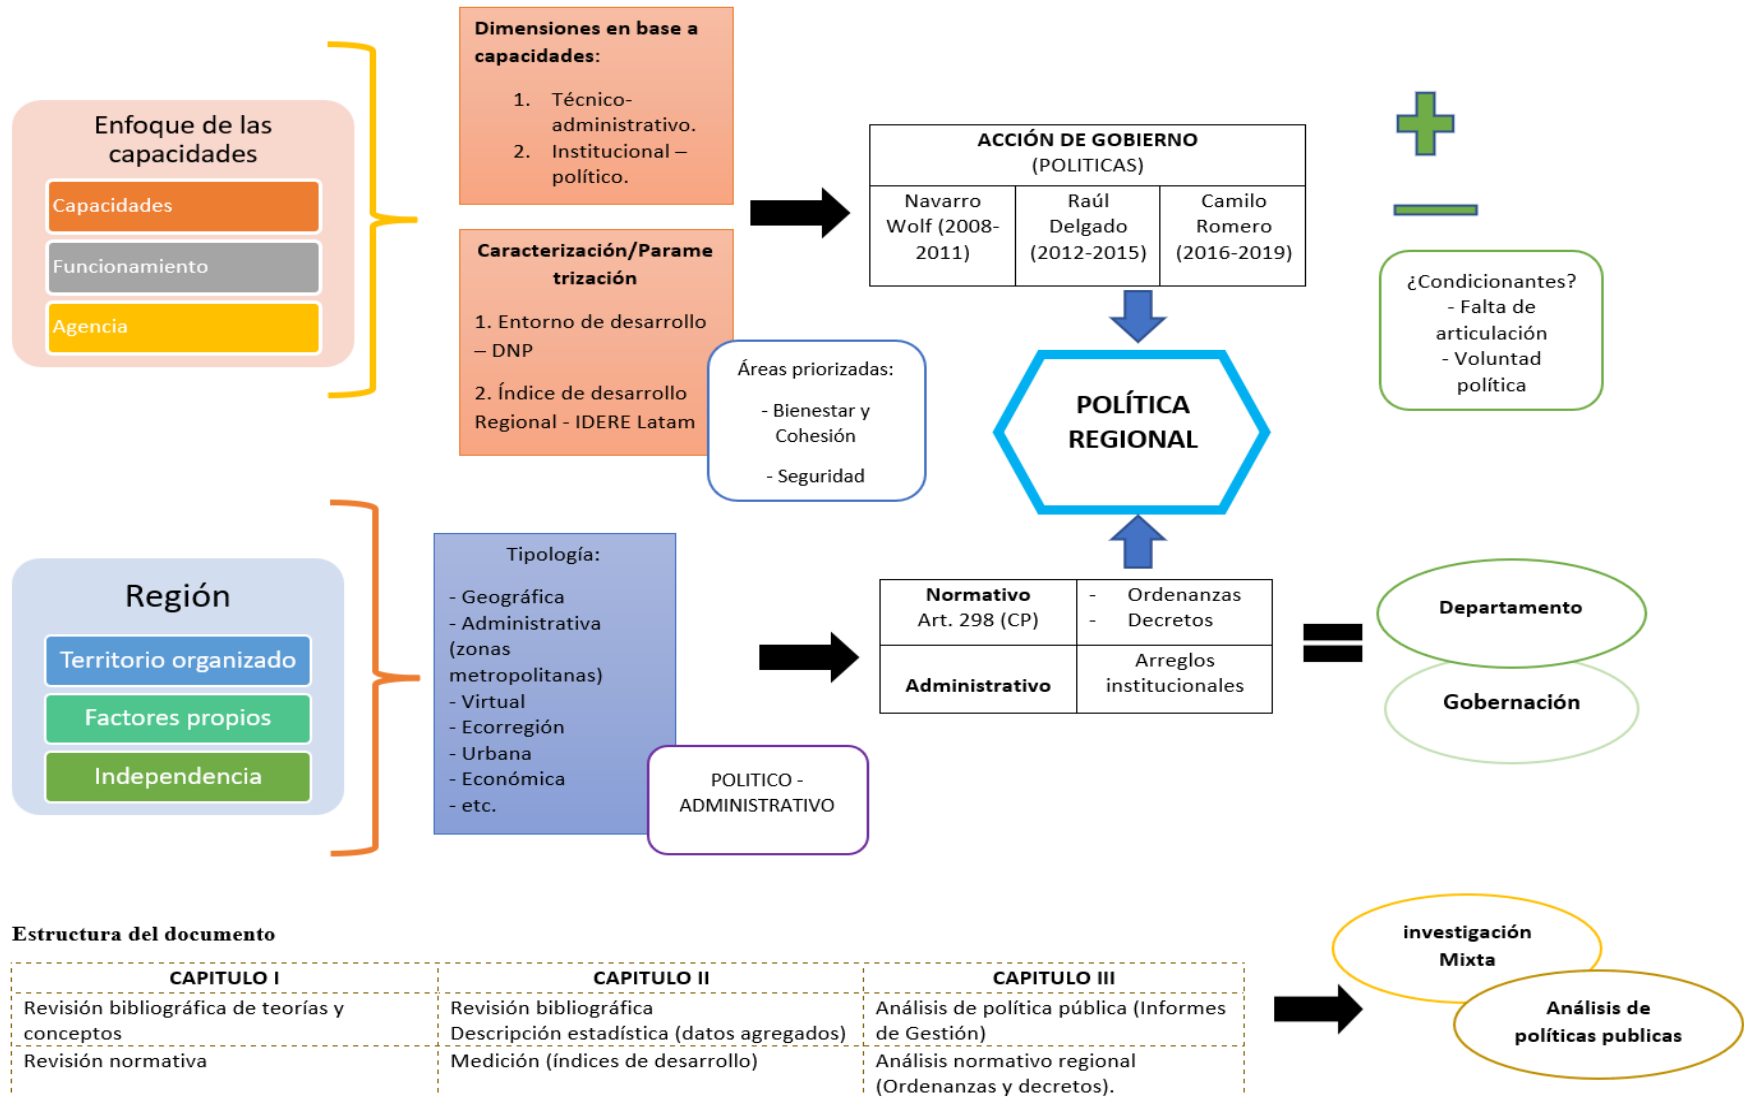 Enfoque de las
capacidades
Capacidades
Funcionamiento
Agencia
Dimensiones en base a
capacidades:
1. Técnico-
administrativo.
2. Institucional –
político.
Caracterización/Parame
trización
1. Entorno de desarrollo
– DNP
2. Índice de desarrollo
Regional - IDERE Latam
Áreas priorizadas:
- Bienestar y
Cohesión
- Seguridad
ACCIÓN DE GOBIERNO
(POLITICAS)
Navarro
Wolf (2008-
2011)
Raúl
Delgado
(2012-2015)
Camilo
Romero
(2016-2019)
¿Condicionantes?
- Falta de
articulación
- Voluntad
política
POLÍTICA
REGIONAL
Región
Territorio organizado
Factores propios
Independencia
Tipología:
- Geográfica
- Administrativa
(zonas
metropolitanas)
- Virtual
- Ecorregión
- Urbana
- Económica
- etc.
POLITICO -
ADMINISTRATIVO
Normativo
Art. 298 (CP)
- Ordenanzas
- Decretos
Administrativo
Arreglos
institucionales
Departamento
Gobernación
Estructura del documento
CAPITULO I
CAPITULO II
CAPITULO III
Revisión bibliográfica de teorías y
conceptos
Revisión bibliográfica
Descripción estadística (datos agregados)
Análisis de política pública (Informes
de Gestión)
Revisión normativa
Medición (índices de desarrollo)
Análisis normativo regional
(Ordenanzas y decretos).
investigación
Mixta
Análisis de
políticas publicas